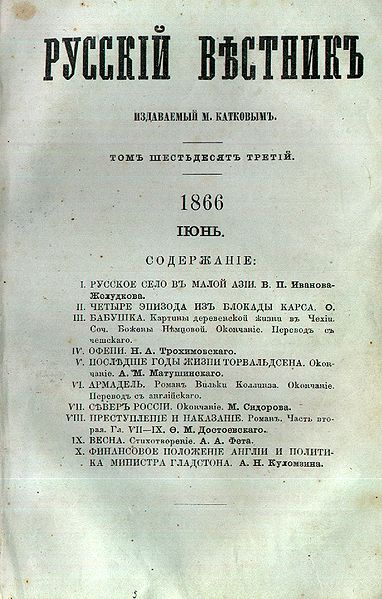 РУССКІЙ ВѢСТНИКЪ
ИЗДАВАЕМЫЙ М. КАТКОВЫМЪ.
ТОМЪ ШЕСТЬДЕСЯТЪ ТРЕТІЙ.
1866
ІЮНЬ.
СОДЕРЖАНІЕ:
I. РУССКОЕ СЕЛО ВЪ МАЛОЙ АЗІИ. В. П. Иванова-
Желудкова.
II. ЧЕТЫРЕ ЭПИЗОДА ИЗЪ БЛОКАДЫ КАРСА. О.
III. БАБУШКА. Картины деревенской жизни въ Чехіи.
Соч. Божены Нѣмцовой. Окончаніе. Переводъ съ
чешскаго.
IV. ОФЕНИ. Н. А. Трохимовскаго.
V. ПОСЛѢДНІЕ ГОДЫ ЖИЗНИ ТОРВАЛЬДСЕНА. Окон-
чаніе. А. М. Матушинскаго.
VI. АРМАДЕЛЬ. Романъ Вильки Коллинза. Окончаніе.
Переводъ съ англійскаго.
VII. СѢВЕРЪ РОССІИ. Окончаніе. М. Сидорова.
VIII. ПРЕСТУПЛЕНІЕ И НАКАЗАНІЕ. Романъ. Часть вто-
рая. Гл. VII—IX. Ѳ. М. Достоевскаго.
IX. ВЕСНА. Стихотвореніе. А. А. Фета.
X. ФИНАНСОВОЕ ПОЛОЖЕНІЕ АНГЛІИ И ПОЛИТИ-
КА МИНИСТРА ГЛАДСТОНА. А. Н. Куломзина.
5